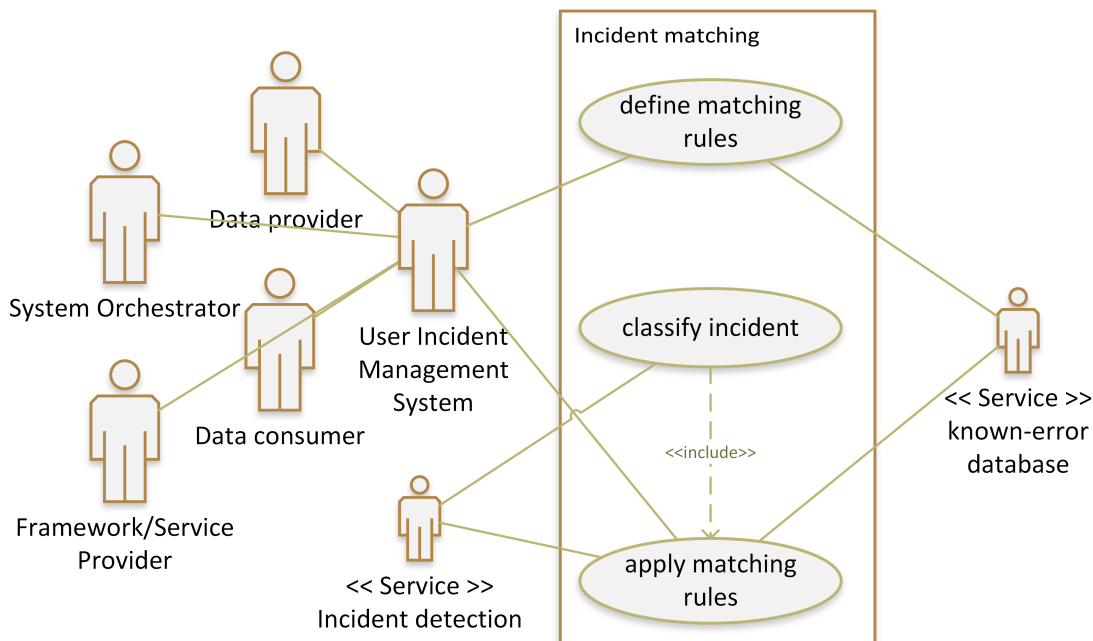 Incident matching
define matching
rules
Data provider
System Orchestrator
User Incident
Management
System
classify incident
<< Service >>
known-error
database
Data consumer
<<include>>
Framework/Service
Provider
<< Service >>
Incident detection
apply matching
rules